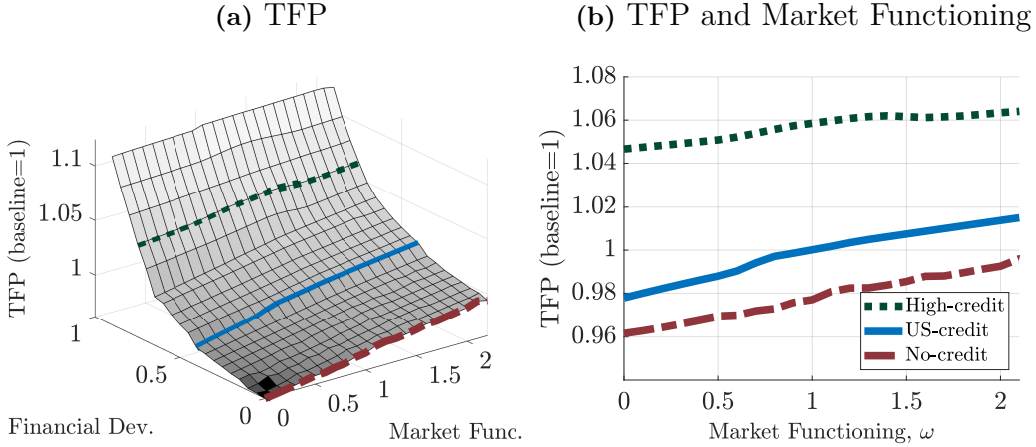 (a) TFP
TFP (baseline=1)
1.1
1.05
1
1
0.5
0
0
0.5
1
1.5
2
Financial Dev.
Market Func.
(b) TFP and Market Functioning
TFP (baseline=1)
1.08
1.06
1.04
1.02
1
0.98
0.96
High-credit
US-credit
No-credit
0
0.5
1
1.5
2
Market Functioning, ω